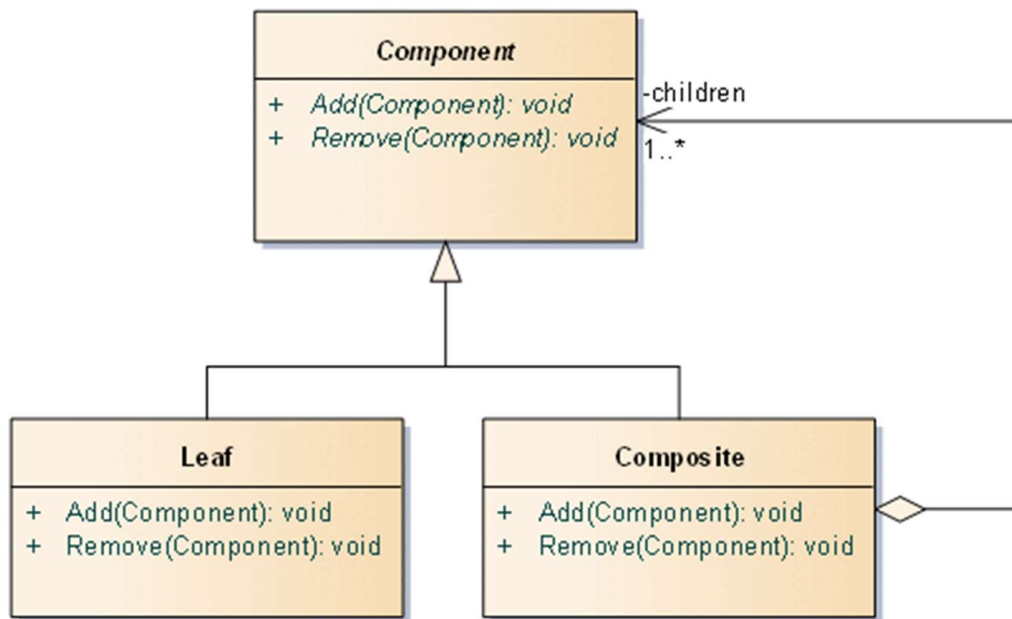 Component
+ Add(Component): void
+ Remove(Component): void
-children
1..*
Leaf
+ Add(Component): void
+ Remove(Component): void
Composite
+ Add(Component): void
+ Remove(Component): void